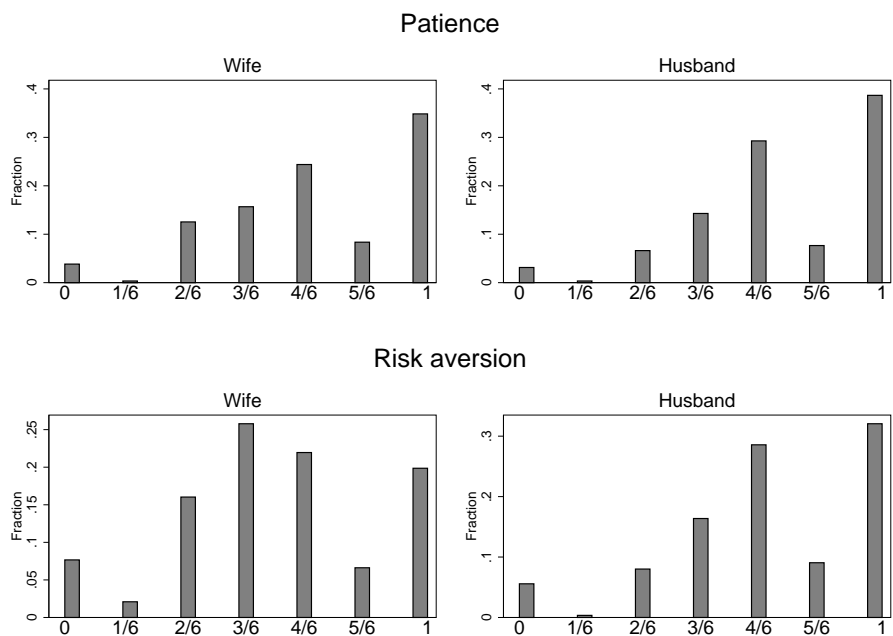 Patience
Wife
Husband
Fraction
0 .1 .2 .3 .4
0 1/6 2/6 3/6 4/6 5/6 1
Fraction
0 .1 .2 .3 .4
0 1/6 2/6 3/6 4/6 5/6 1
Risk aversion
Wife
Husband
Fraction
0 .05 .1 .15 .2 .25
0 1/6 2/6 3/6 4/6 5/6 1
Fraction
0 .1 .2 .3
0 1/6 2/6 3/6 4/6 5/6 1